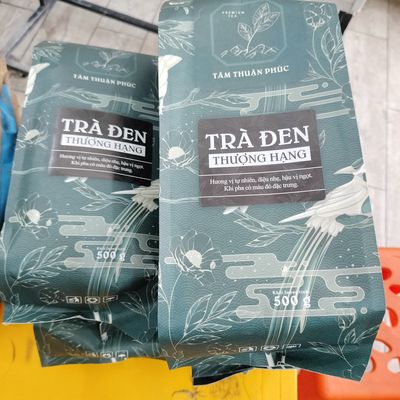 TÂM THUẬN PHÚC
TRÀ ĐEN
THƯỢNG HẠNG
Hương vị tự nhiên, diệu nhẹ, hậu vị ngọt.
Khi pha có màu đỏ đặc trưng.
500 g
PREMIUM
TEA
TÂM THUẬN PHÚC
TRÀ ĐEN
THƯỢNG HẠNG
Hương vị tự nhiên, diệu nhẹ, hậu vị ngọt.
Khi pha có màu đỏ đặc trưng.
500 g